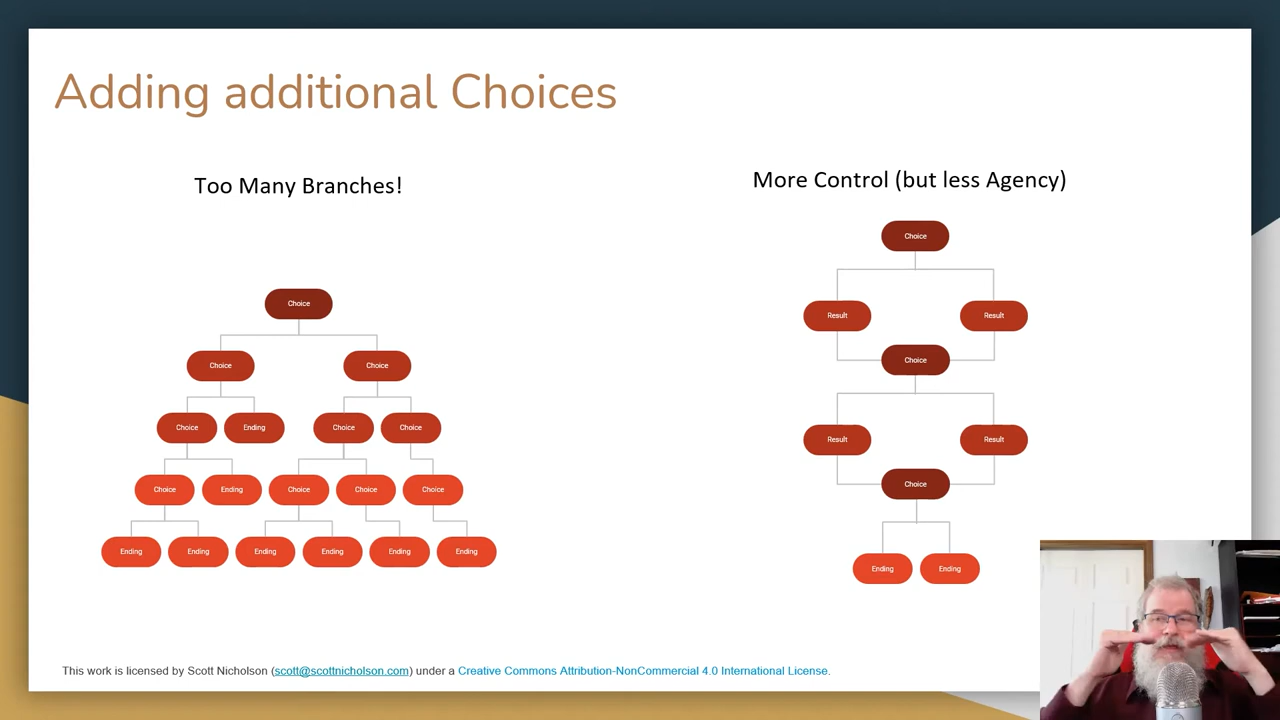 Adding additional Choices
Too Many Branches!
More Control (but less Agency)
Choice
Choice Choice
Choice Ending Choice Choice
Choice Ending Choice Choice Choice
Ending Ending Ending Ending Ending Ending
Choice
Result Result
Choice
Result Result
Choice
Ending Ending
This work is licensed by Scott Nicholson (scott@scottnicholson.com) under a Creative Commons Attribution-NonCommercial 4.0 International License.